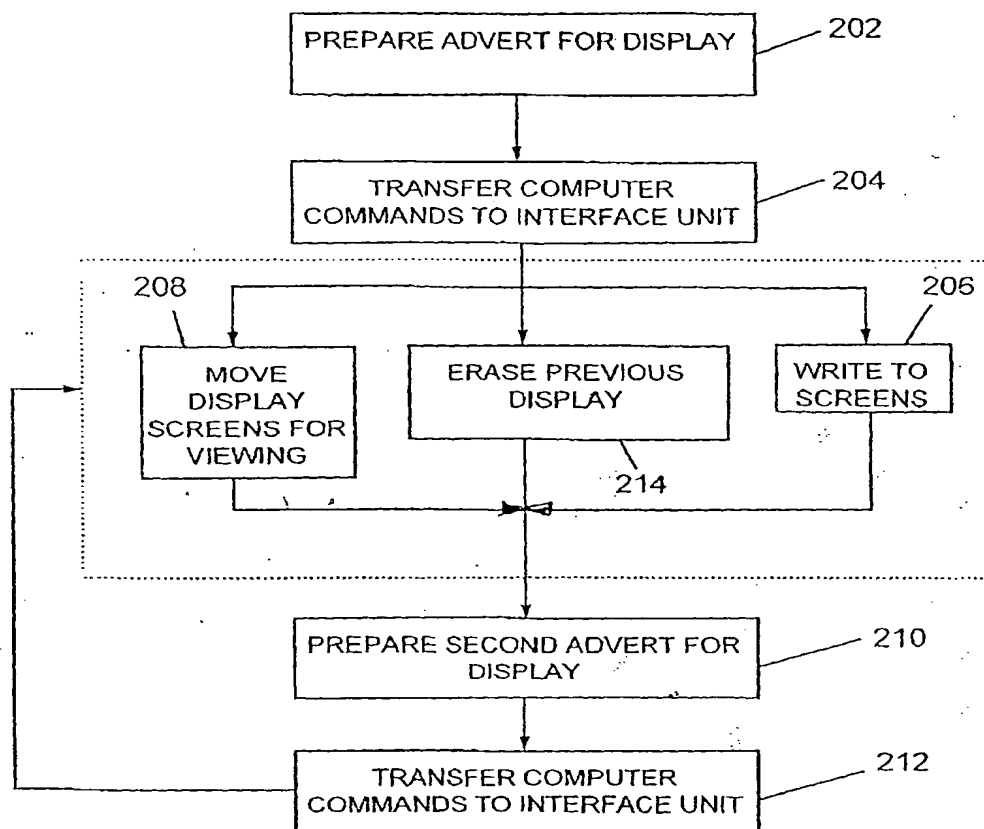 PREPARE ADVERT FOR DISPLAY
202
TRANSFER COMPUTER
COMMANDS TO INTERFACE UNIT
204
208
206
MOVE
DISPLAY
SCREENS FOR
VIEWING
ERASE PREVIOUS
DISPLAY
WRITE TO
SCREENS
214
PREPARE SECOND ADVERT FOR
DISPLAY
210
TRANSFER COMPUTER
COMMANDS TO INTERFACE UNIT
212